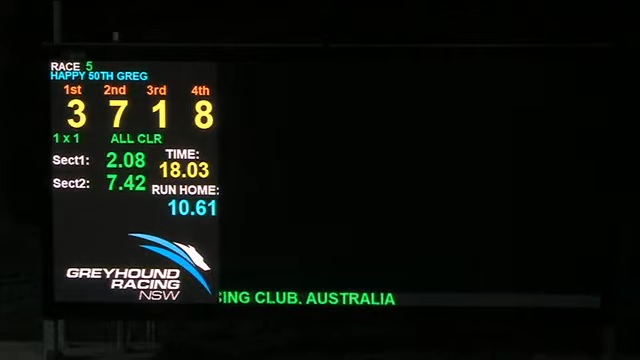 RACE 5
HAPPY 50TH GREG
1st 2nd 3rd 4th
3 7 1 8
1 x 1 ALL CLR
Sect1: 2.08 TIME: 18.03
Sect2: 7.42 RUN HOME: 10.61
GREYHOUND
RACING
NSW
CING CLUB. AUSTRALIA